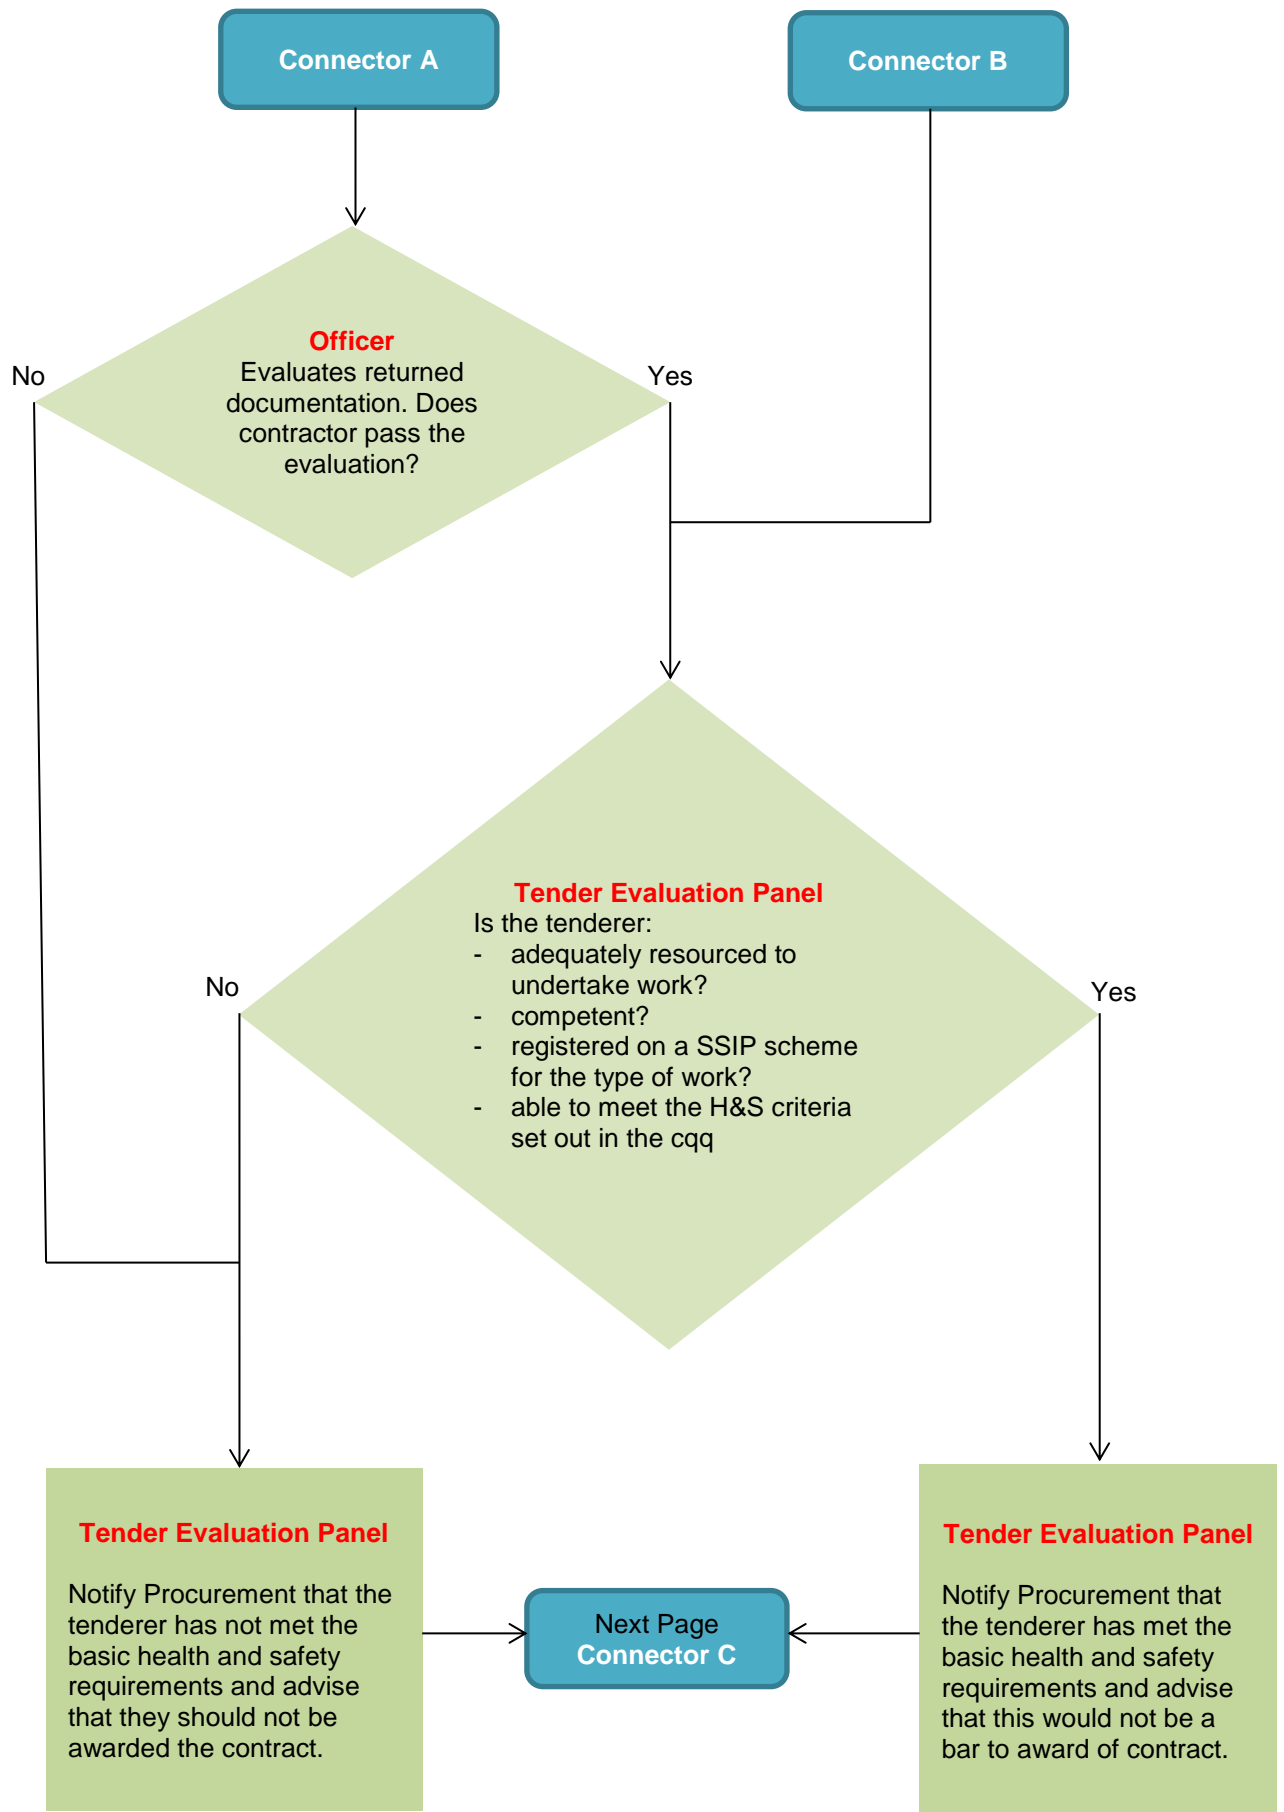 Connector A
Connector B
Officer
Evaluates returned
documentation. Does
contractor pass the
evaluation?
No
Yes
Tender Evaluation Panel
Is the tenderer:
- adequately resourced to
undertake work?
- competent?
- registered on a SSIP scheme
for the type of work?
- able to meet the H&S criteria
set out in the cqq
No
Yes
Tender Evaluation Panel
Notify Procurement that the
tenderer has not met the
basic health and safety
requirements and advise
that they should not be
awarded the contract.
Next Page
Connector C
Tender Evaluation Panel
Notify Procurement that
the tenderer has met the
basic health and safety
requirements and advise
that this would not be a
bar to award of contract.